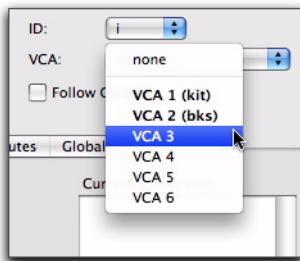 ID: i
VCA:
none
Follow
VCA 1 (kit)
VCA 2 (bks)
VCA 3
utes Global
VCA 4
VCA 5
VCA 6